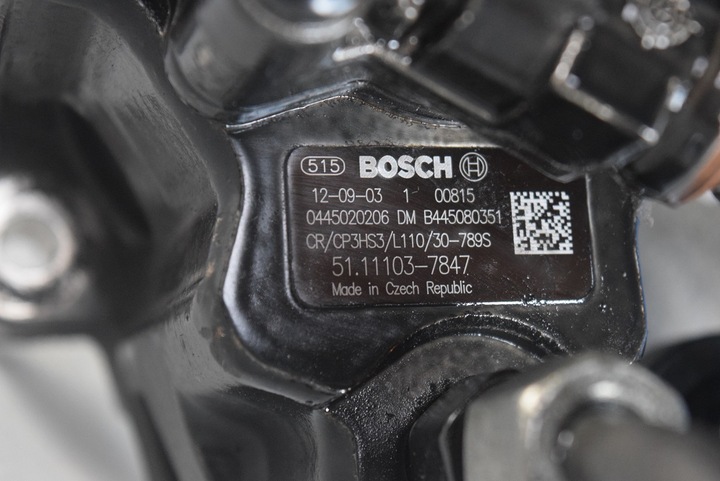 515 BOSCH
12-09-03 1 00815
0445020206 DM B445080351
CR/CP3HS3/L110/30-789S
51.11103-7847
Made in Czech Republic